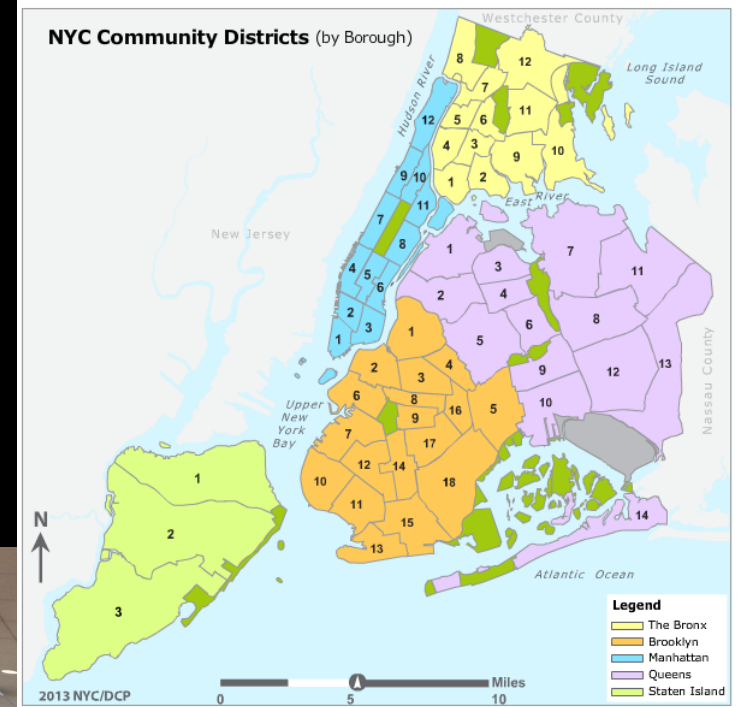 NYC Community Districts (by Borough)
Westchester County
Long Island
Sound
Hudson River
8
12
7
12
5
6
11
4
3
9
10
1
2
9
10
East River
11
7
8
New Jersey
1
7
3
11
4
5
6
2
4
2
3
1
6
8
5
1
9
12
13
Nassau County
2
3
4
10
6
8
9
16
5
Upper
New
York
Bay
7
17
12
14
18
10
11
15
13
1
2
3
14
N
Atlantic Ocean
Legend
The Bronx
Brooklyn
Manhattan
Queens
Staten Island
Miles
0
5
10
2013 NYC/DCP